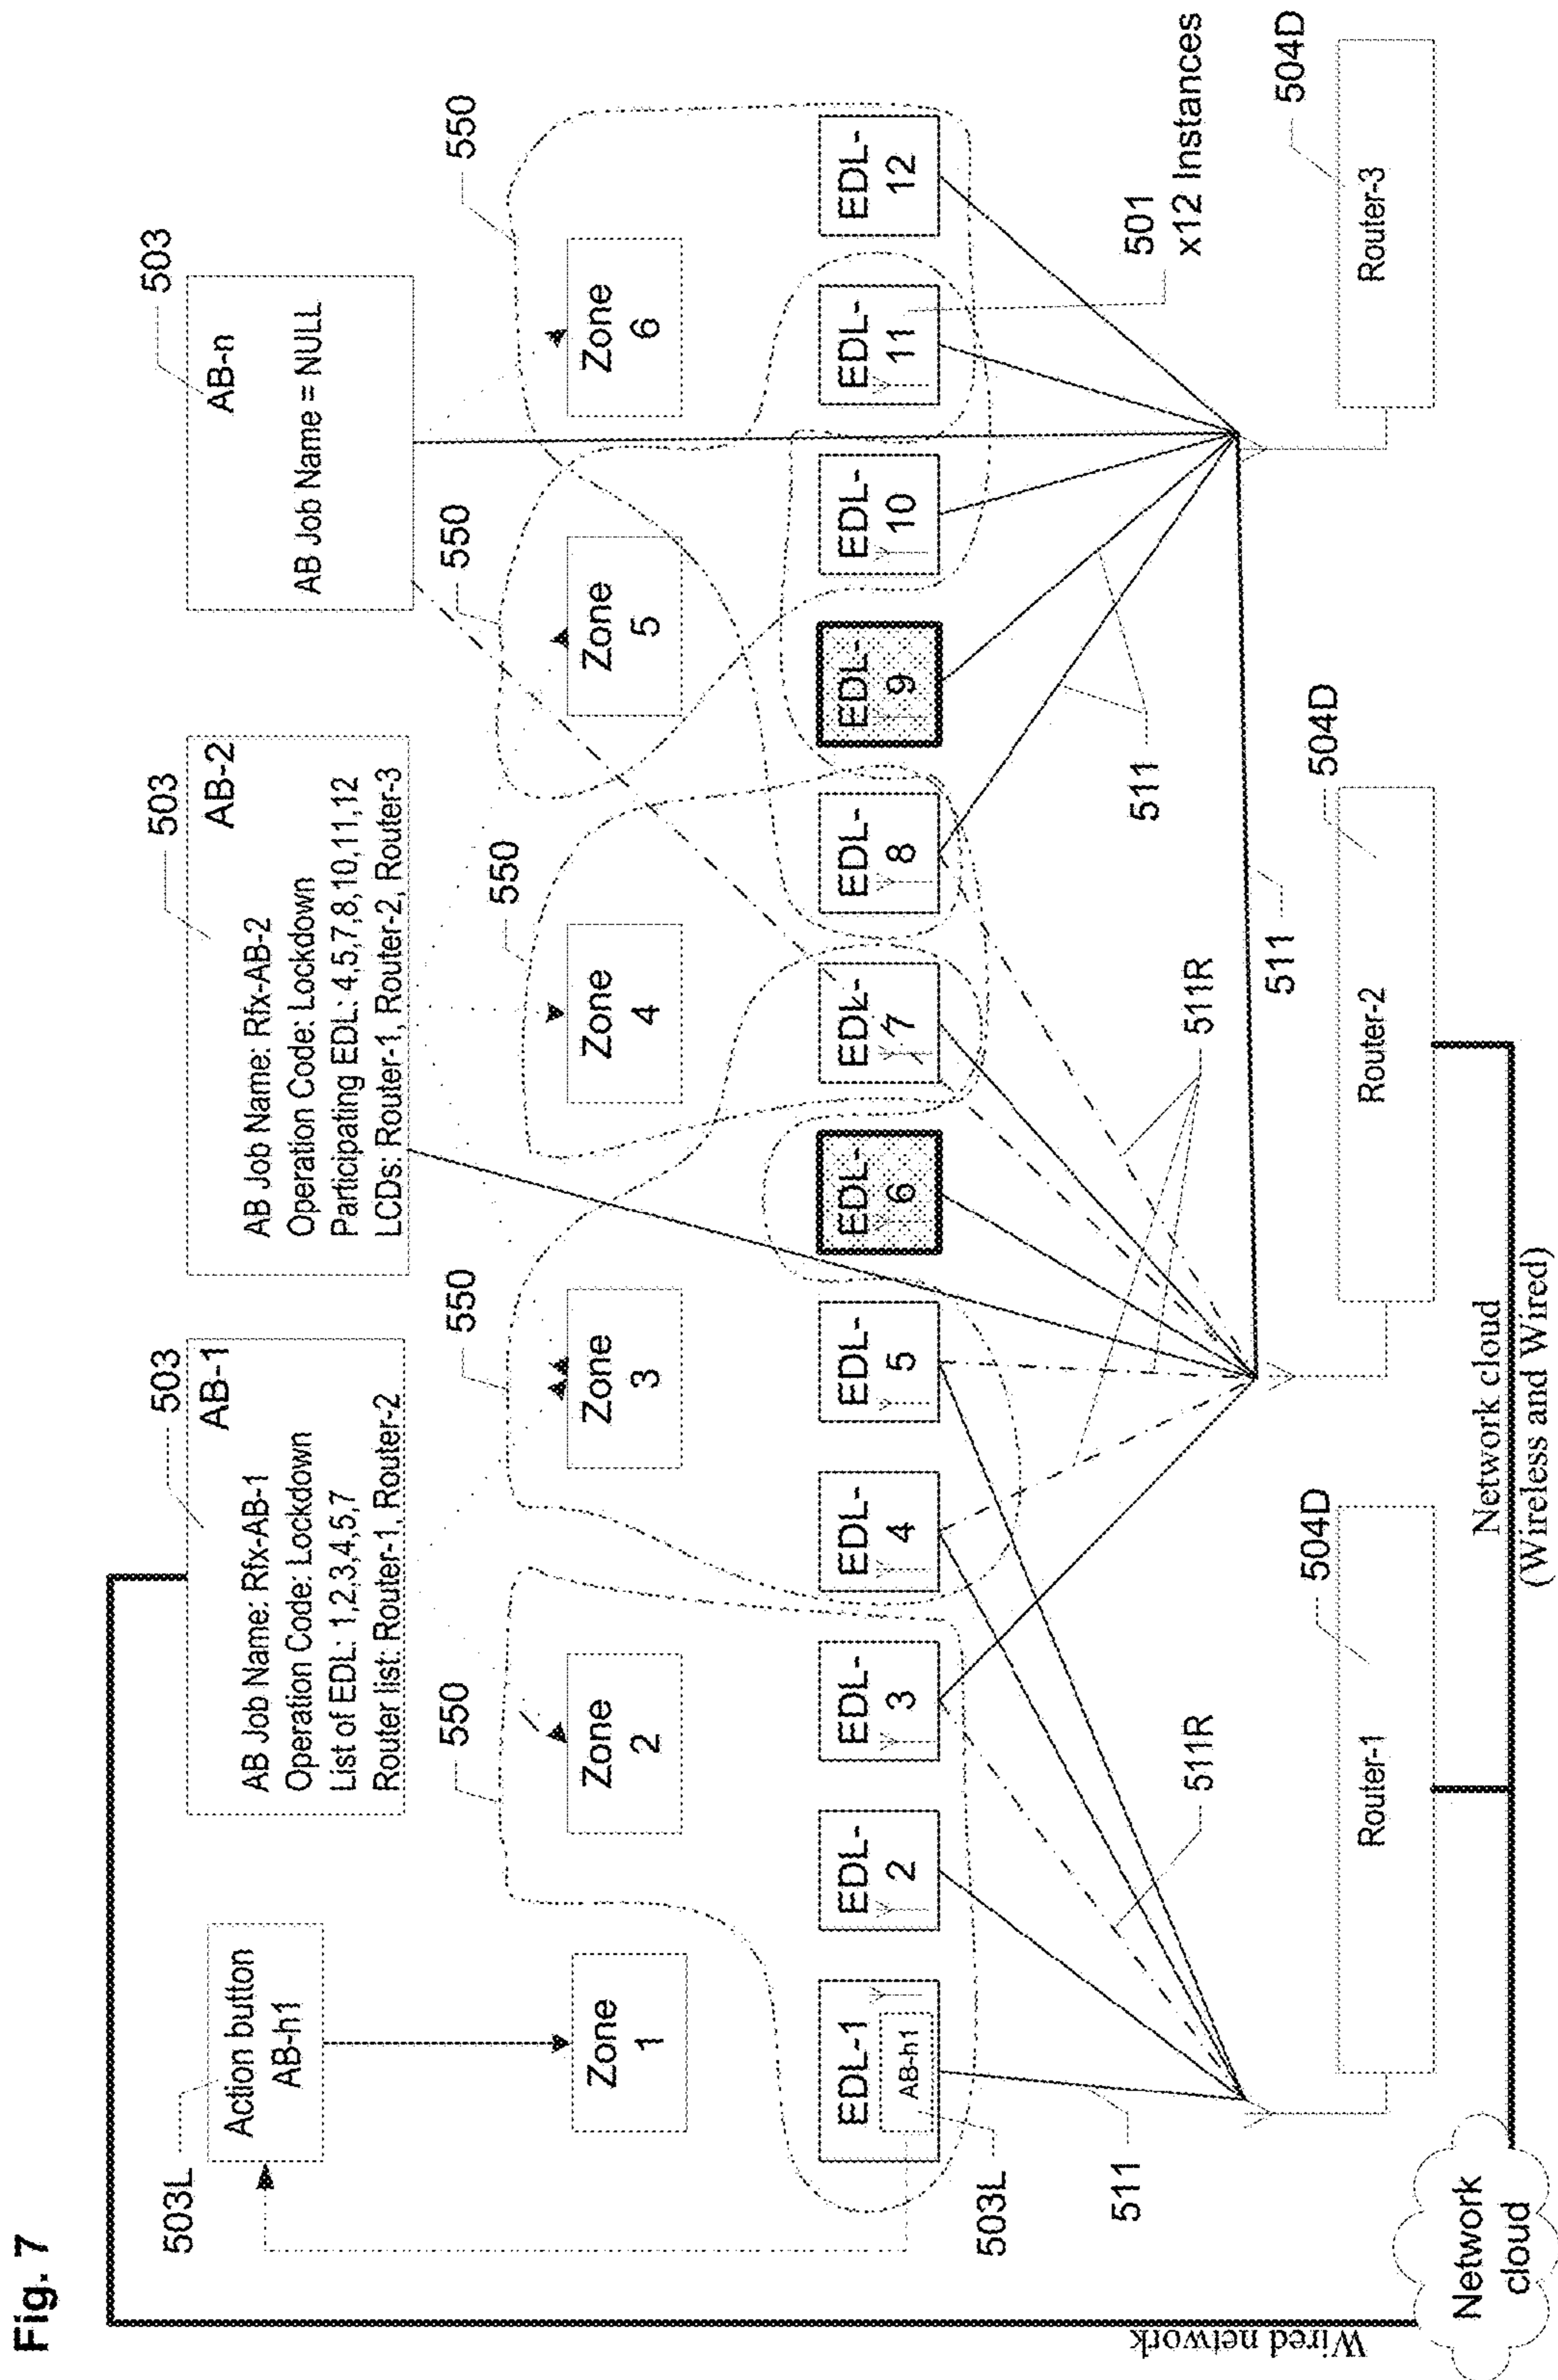 Fig. 7
503L
Action button
AB-h1
503
AB-1
AB Job Name: Rfx-AB-1
Operation Code: Lockdown
List of EDL: 1,2,3,4,5,7
Router list: Router-1, Router-2
503
AB-2
AB Job Name: Rfx-AB-2
Operation Code: Lockdown
Participating EDL: 4,5,7,8,10,11,12
LCDs: Router-1, Router-2, Router-3
503
AB-n
AB Job Name = NULL
550
550
550
550
550
Zone
1
Zone
2
Zone
3
Zone
4
Zone
5
Zone
6
EDL-1
AB-h1
EDL-
2
EDL-
3
EDL-
4
EDL-
5
EDL-
6
EDL-
7
EDL-
8
EDL-
9
EDL-
10
EDL-
11
EDL-
12
503L
511
511R
511R
511
511
501
x12 Instances
504D
Router-1
504D
Router-2
504D
Router-3
Wired network
Network
cloud
Network cloud
(Wireless and Wired)